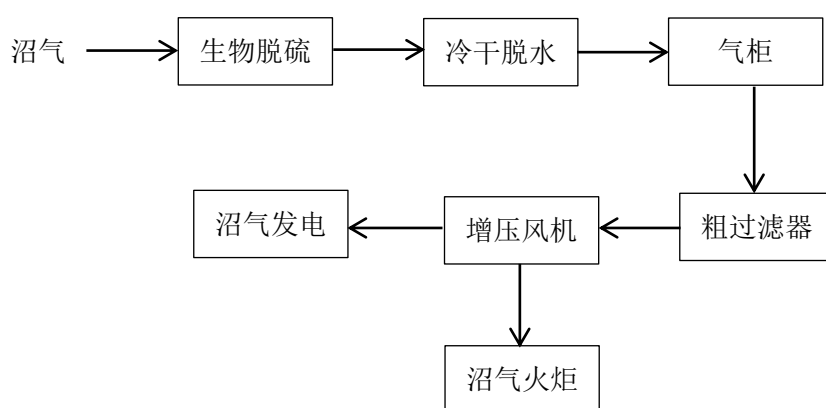 沼气
生物脱硫
冷干脱水
气柜
沼气发电
增压风机
粗过滤器
沼气火炬